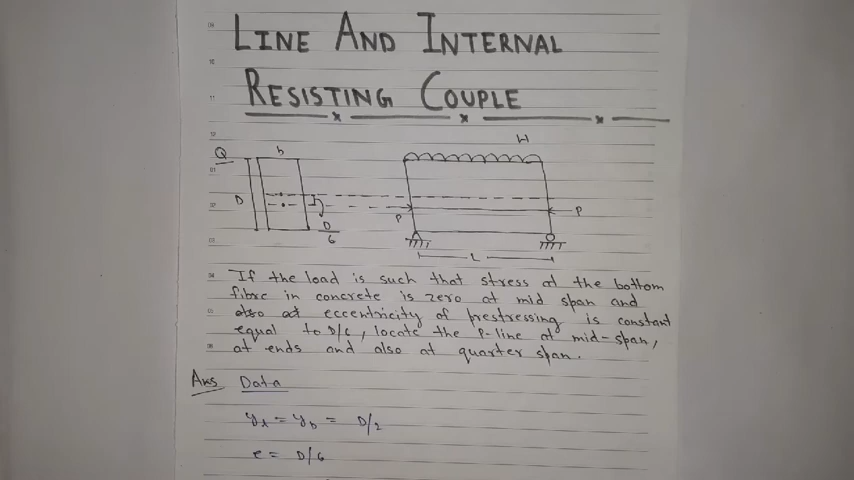 LINE AND INTERNAL
RESISTING COUPLE
Q
b
W
D
D/6
P
P
L
If the load is such that stress at the bottom
fibre in concrete is zero at mid span and
also at eccentricity of prestressing is constant
equal to D/6, locate the P-line at mid-span,
at ends and also at quarter span.
Ans Data
yt = yb = D/2
e = D/6